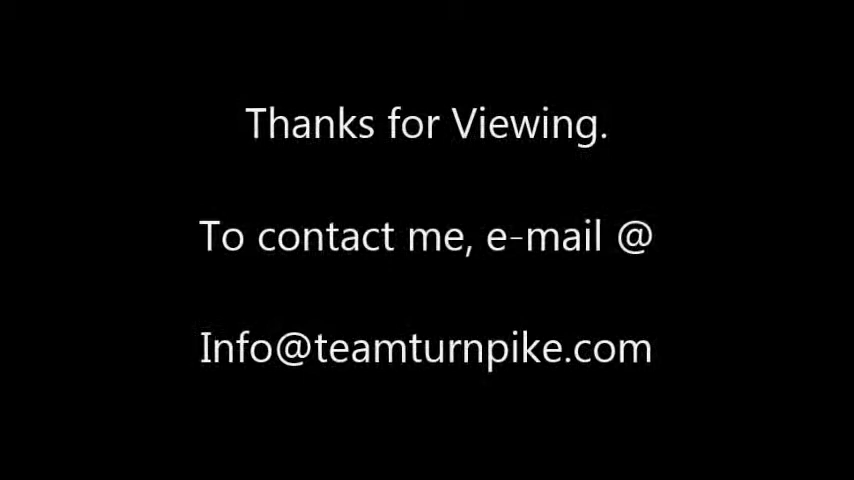 Thanks for Viewing.
To contact me, e-mail @
Info@teamturnpike.com